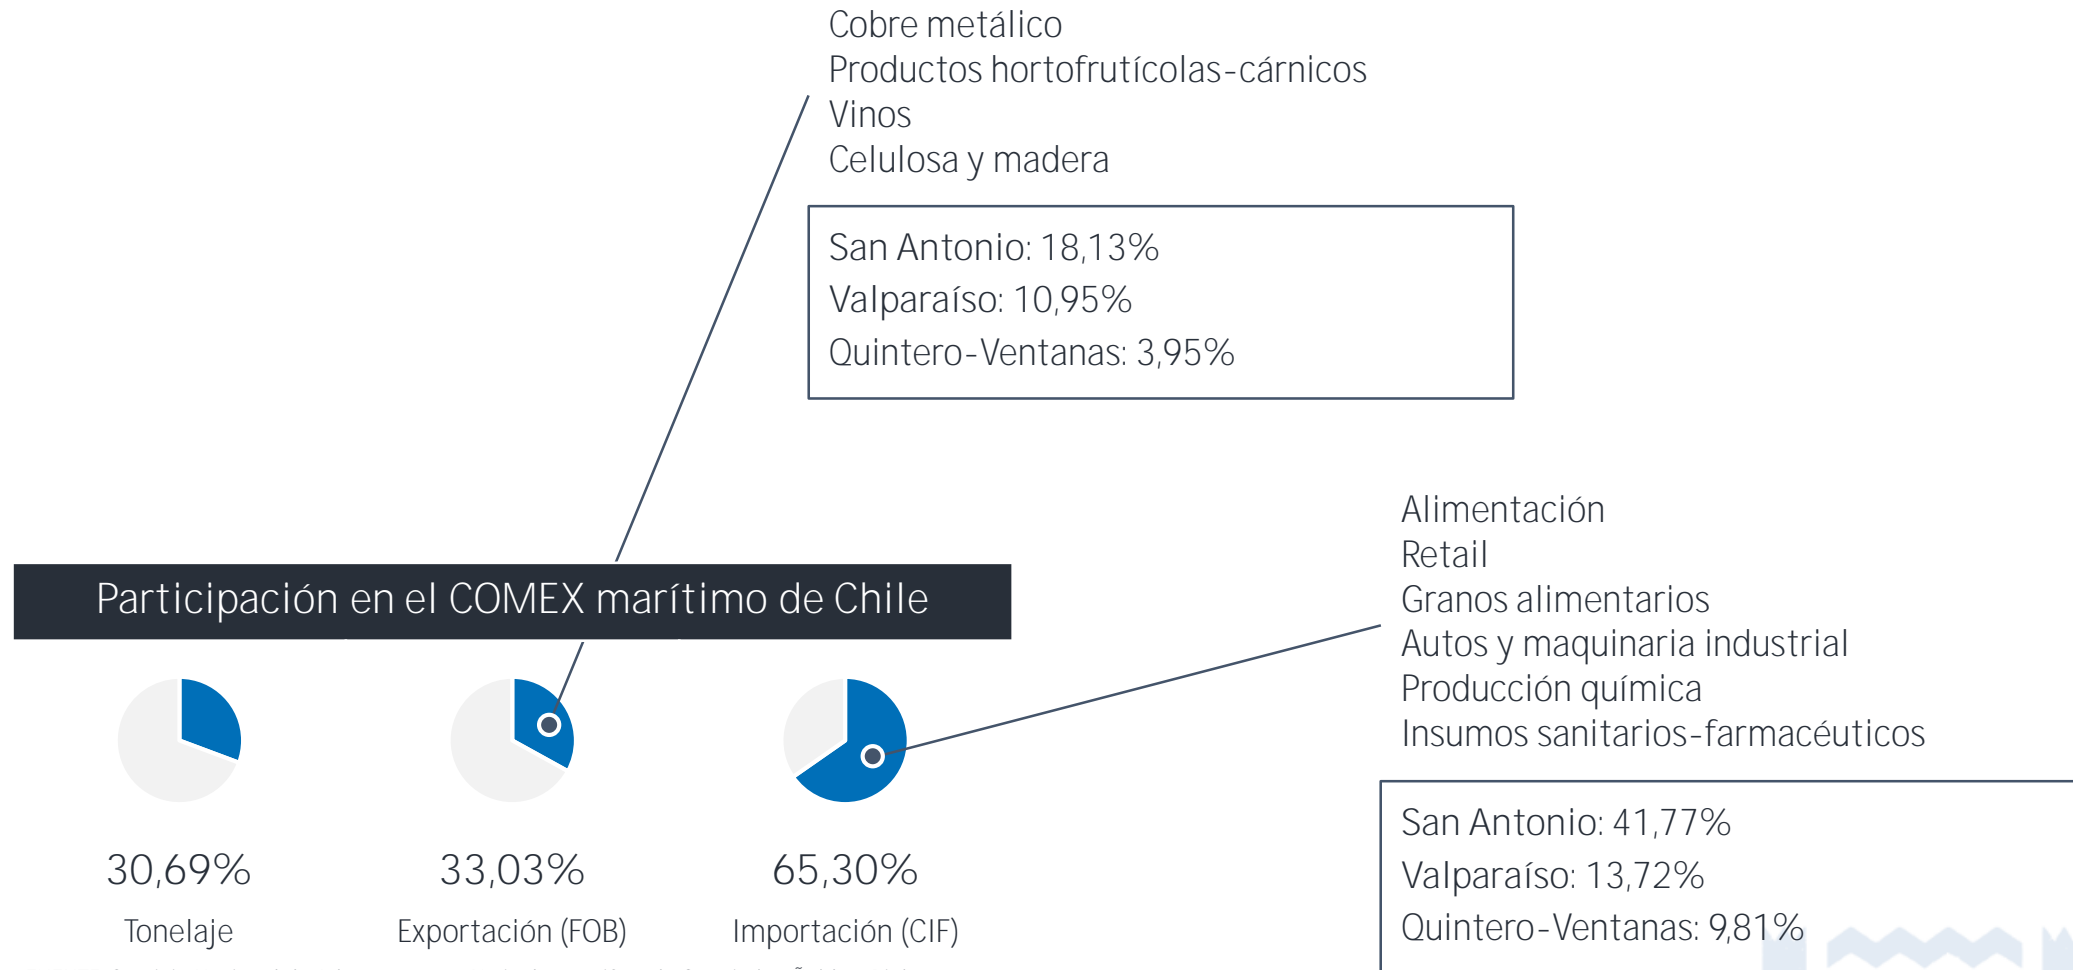 Cobre metálico
Productos hortofrutícolas-cárnicos
Vinos
Celulosa y madera
San Antonio: 18,13%
Valparaíso: 10,95%
Quintero-Ventanas: 3,95%
Participación en el COMEX marítimo de Chile
30,69%
Tonelaje
33,03%
Exportación (FOB)
65,30%
Importación (CIF)
Alimentación
Retail
Granos alimentarios
Autos y maquinaria industrial
Producción química
Insumos sanitarios-farmacéuticos
San Antonio: 41,77%
Valparaíso: 13,72%
Quintero-Ventanas: 9,81%